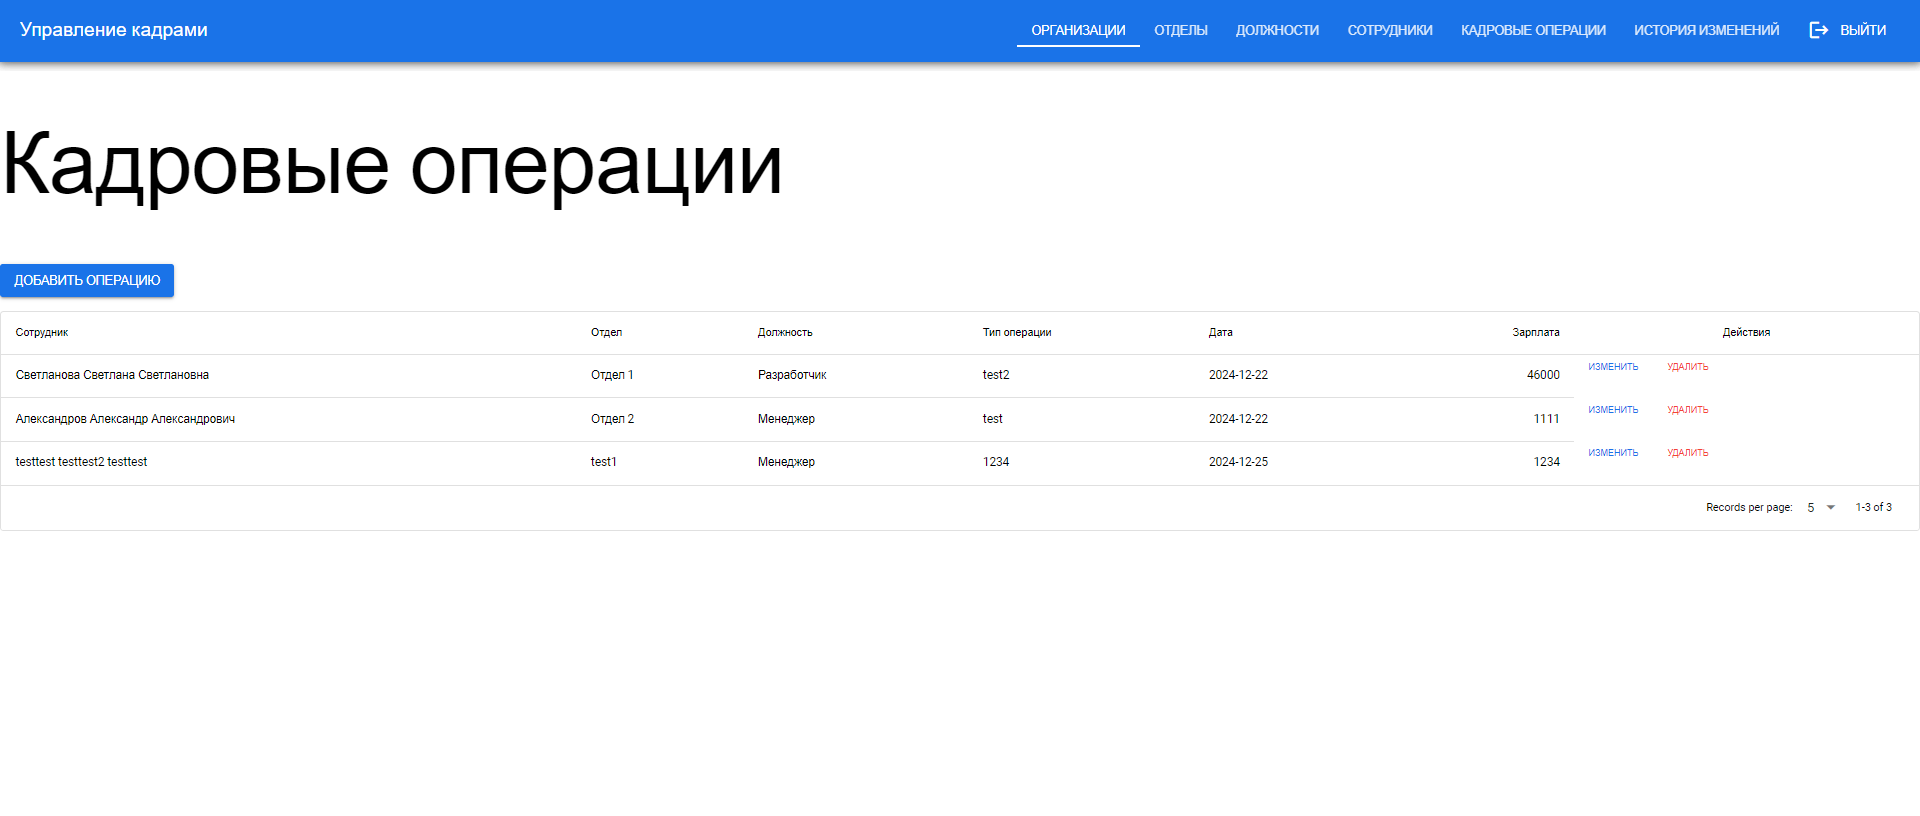 Управление кадрами ОРГАНИЗАЦИИ ОТДЕЛЫ ДОЛЖНОСТИ СОТРУДНИКИ КАДРОВЫЕ ОПЕРАЦИИ ИСТОРИЯ ИЗМЕНЕНИЙ ВЫЙТИ
Кадровые операции
ДОБАВИТЬ ОПЕРАЦИЮ
Сотрудник Отдел Должность Тип операции Дата Зарплата Действия
Светланова Светлана Светлановна Отдел 1 Разработчик test2 2024-12-22 46000 ИЗМЕНИТЬ УДАЛИТЬ
Александров Александр Александрович Отдел 2 Менеджер test 2024-12-22 1111 ИЗМЕНИТЬ УДАЛИТЬ
testtest testtest2 testtest test1 Менеджер 1234 2024-12-25 1234 ИЗМЕНИТЬ УДАЛИТЬ
Records per page: 5 1-3 of 3